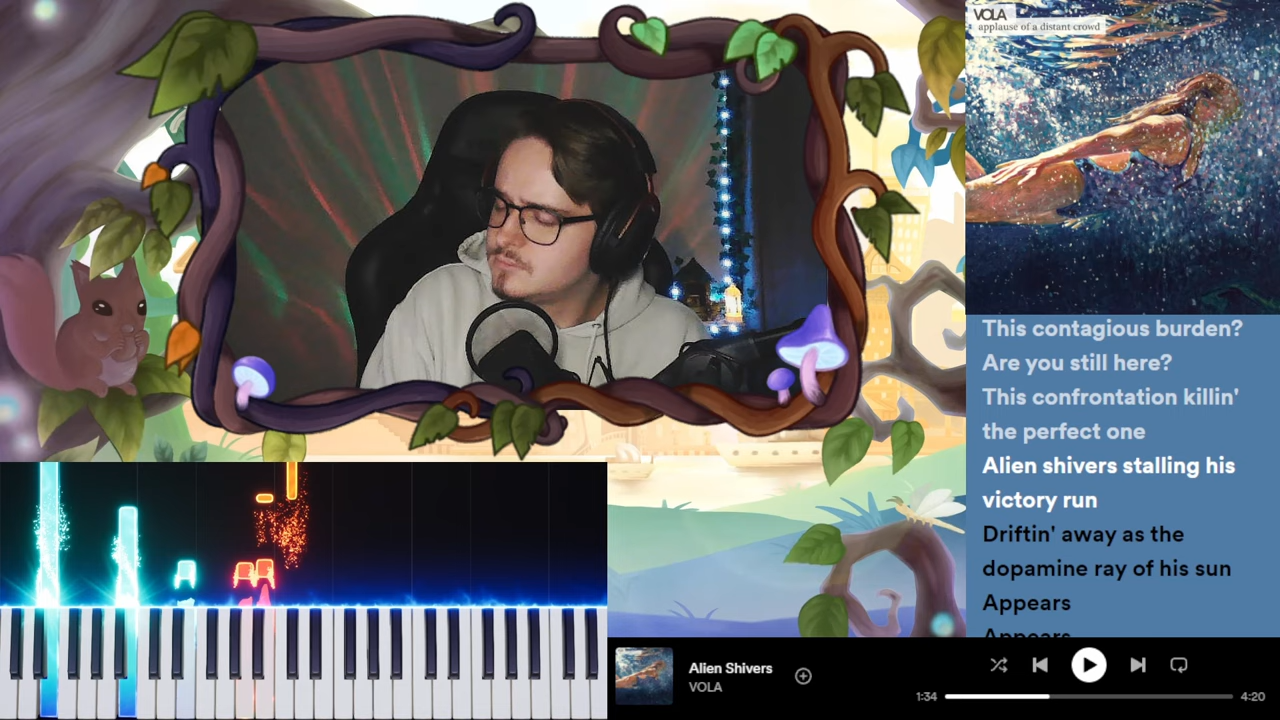 VOLA
applause of a distant crowd
This contagious burden?
Are you still here?
This confrontation killin'
the perfect one
Alien shivers stalling his
victory run
Driftin' away as the
dopamine ray of his sun
Appears
Appears
Alien Shivers
VOLA
1:34
4:20